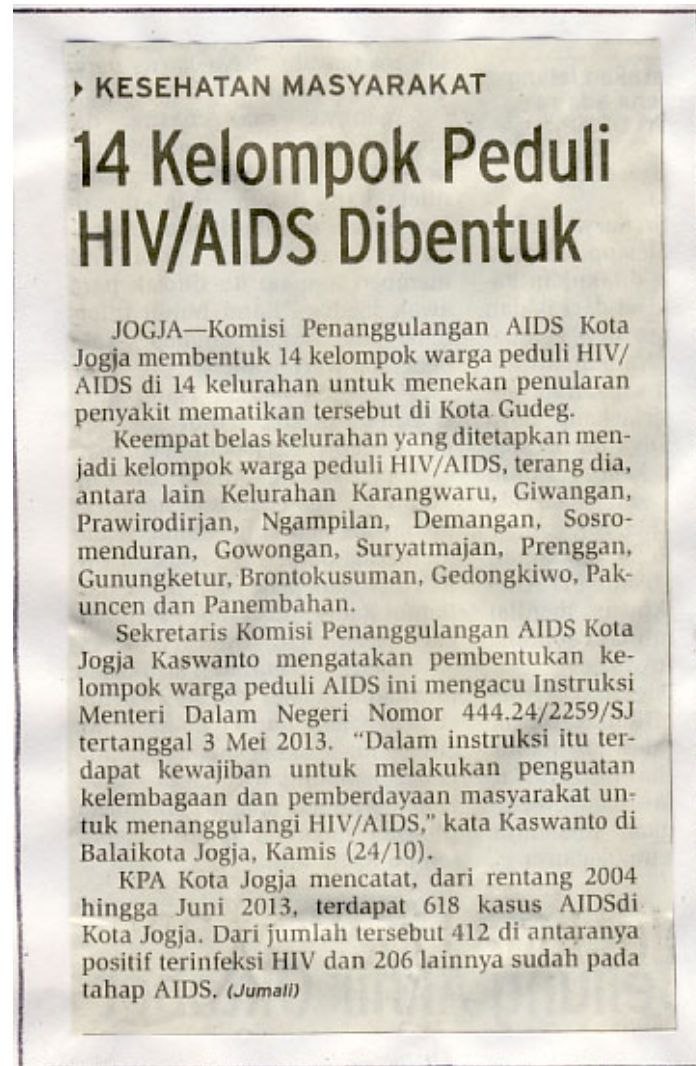 KESEHATAN MASYARAKAT
14 Kelompok Peduli
HIV/AIDS Dibentuk
JOGJA—Komisi Penanggulangan AIDS Kota
Jogja membentuk 14 kelompok warga peduli HIV/
AIDS di 14 kelurahan untuk menekan penularan
penyakit mematikan tersebut di Kota Gudeg.
Keempat belas kelurahan yang ditetapkan men-
jadi kelompok warga peduli HIV/AIDS, terang dia,
antara lain Kelurahan Karangwaru, Giwangan,
Prawirodirjan, Ngampilan, Demangan, Sosro-
menduran, Gowongan, Suryatmajan, Prenggan,
Gunungketur, Brontokusuman, Gedongkiwo, Pak-
uncen dan Panembahan.
Sekretaris Komisi Penanggulangan AIDS Kota
Jogja Kaswanto mengatakan pembentukan ke-
lompok warga peduli AIDS ini mengacu Instruksi
Menteri Dalam Negeri Nomor 444.24/2259/SJ
tertanggal 3 Mei 2013. “Dalam instruksi itu ter-
dapat kewajiban untuk melakukan penguatan
kelembagaan dan pemberdayaan masyarakat un-
tuk menanggulangi HIV/AIDS,” kata Kaswanto di
Balaikota Jogja, Kamis (24/10).
KPA Kota Jogja mencatat, dari rentang 2004
hingga Juni 2013, terdapat 618 kasus AIDSdi
Kota Jogja. Dari jumlah tersebut 412 di antaranya
positif terinfeksi HIV dan 206 lainnya sudah pada
tahap AIDS. (Jumali)